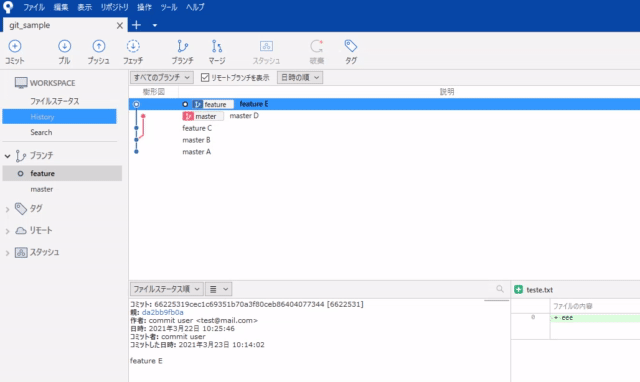 ファイル 編集 表示 リポジトリ 操作 ツール ヘルプ
git_sample × +
コミット プル プッシュ フェッチ ブランチ マージ スタッシュ 破棄 タグ
すべてのブランチ リモートブランチを表示 日時の順
樹形図 説明
WORKSPACE
ファイルステータス
History
Search
ブランチ
feature
master
タグ
リモート
スタッシュ
feature feature E
master master D
feature C
master B
master A
ファイルステータス順
コミット: 66225319cec1c69351b70a3f80ceb86404077344 [6622531]
親: da2bb9fb0a
作者: commit user <test@mail.com>
日時: 2021年3月22日 10:25:46
コミット者: commit user
コミットした日時: 2021年3月23日 10:14:02
feature E
teste.txt
ファイルの内容
0 + eee